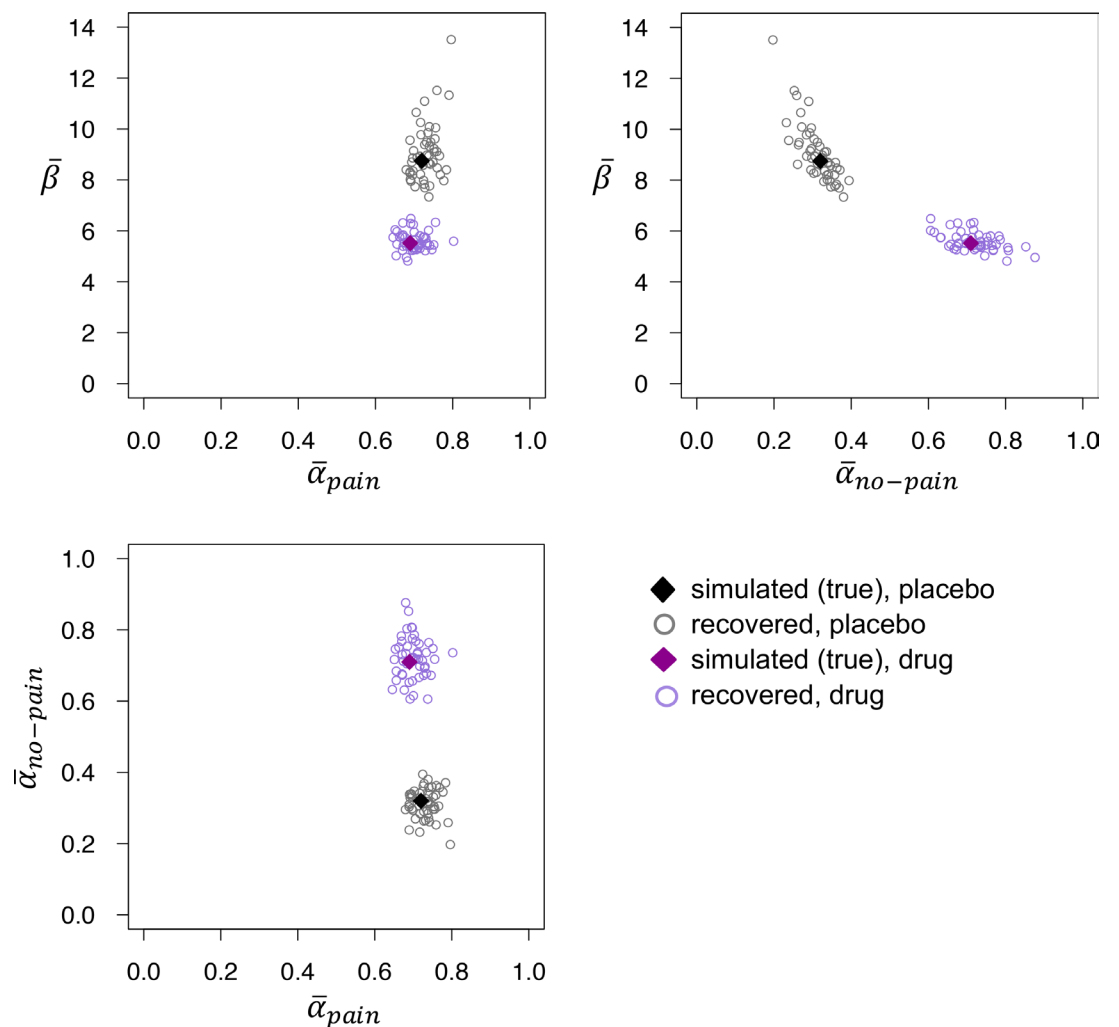 14
12
10
8
6
4
2
0
β̄
0.0 0.2 0.4 0.6 0.8 1.0
ᾱpain
14
12
10
8
6
4
2
0
β̄
0.0 0.2 0.4 0.6 0.8 1.0
ᾱno−pain
1.0
0.8
0.6
0.4
0.2
0.0
ᾱno−pain
0.0 0.2 0.4 0.6 0.8 1.0
ᾱpain
simulated (true), placebo
recovered, placebo
simulated (true), drug
recovered, drug